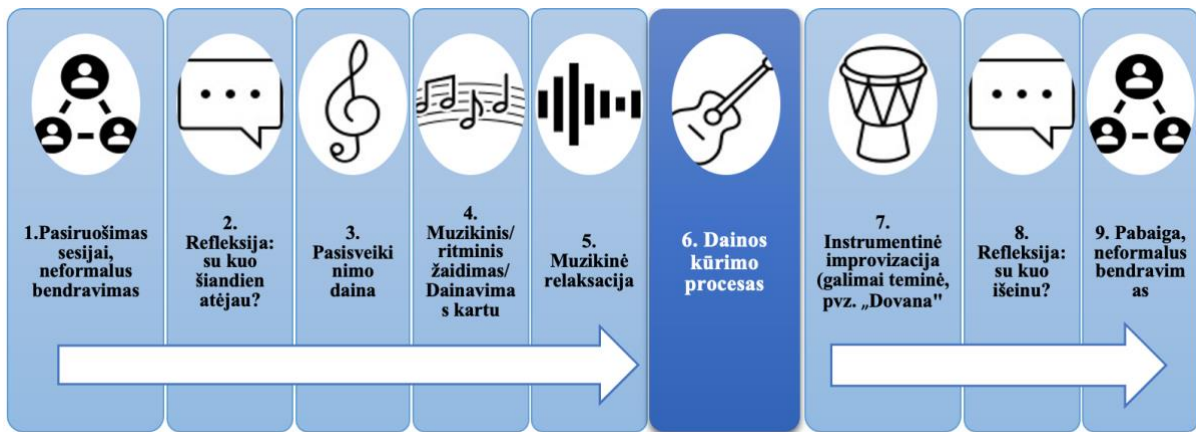 1.Pasiruošimas
sesijai,
neformalus
bendravimas
2.
Refleksija:
su kuo
šiandien
atėjau?
3.
Pasisveiki
nimo
daina
4.
Muzikinis/
ritminis
žaidimas/
Dainavima
s kartu
5.
Muzikinė
relaksacija
6. Dainos
kūrimo
procesas
7.
Instrumentinė
improvizacija
(galimai teminė,
pvz. „Dovana"
8.
Refleksija:
su kuo
išeinu?
9. Pabaiga,
neformalus
bendravim
as